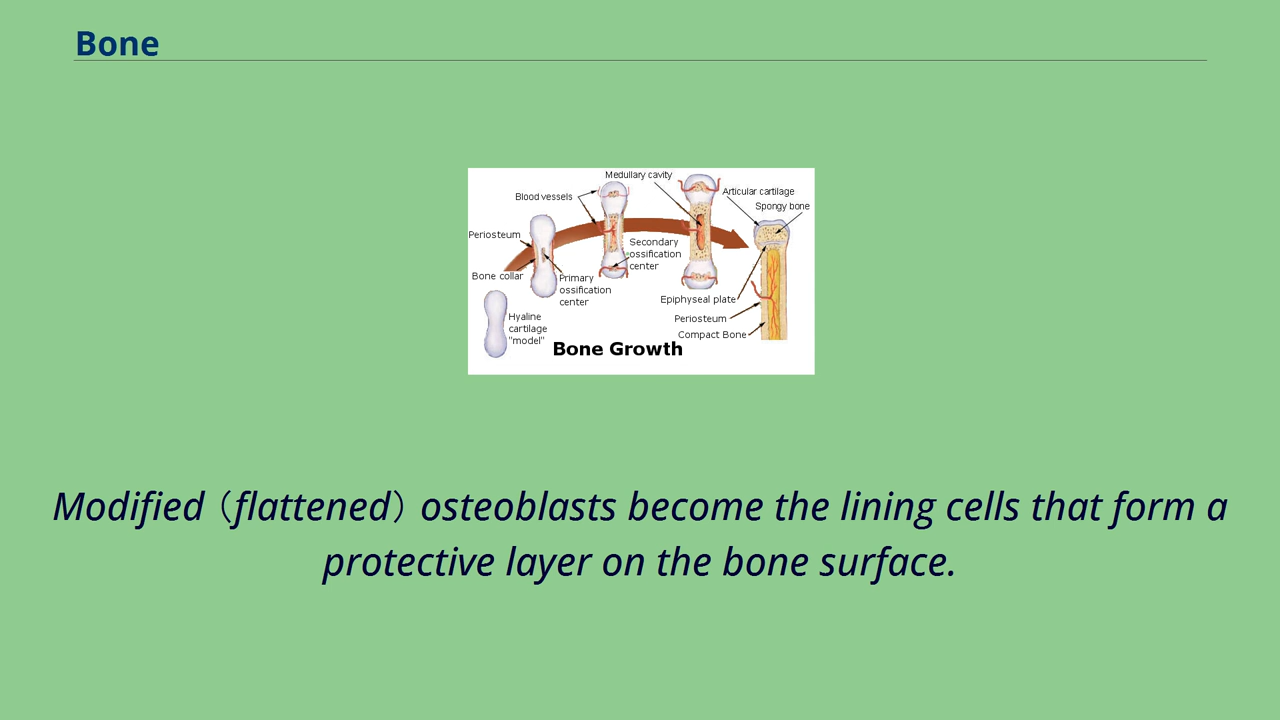 Bone
Medullary cavity
Blood vessels
Articular cartilage
Spongy bone
Periosteum
Secondary
ossification
center
Bone collar
Primary
ossification
center
Epiphyseal plate
Hyaline
cartilage
"model"
Periosteum
Compact Bone
Bone Growth
Modified（flattened）osteoblasts become the lining cells that form a
protective layer on the bone surface.